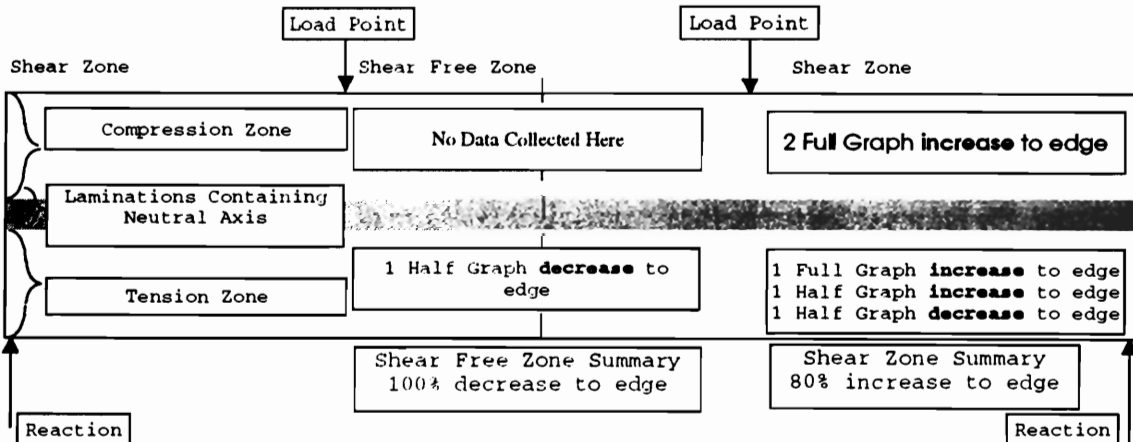 Load Point
Load Point
Shear Zone
Shear Free Zone
Shear Zone
Compression Zone
No Data Collected Here
2 Full Graph increase to edge
Laminations Containing
Neutral Axis
1 Half Graph decrease to
edge
Tension Zone
1 Full Graph increase to edge
1 Half Graph increase to edge
1 Half Graph decrease to edge
Shear Free Zone Summary
100% decrease to edge
Shear Zone Summary
80% increase to edge
Reaction
Reaction